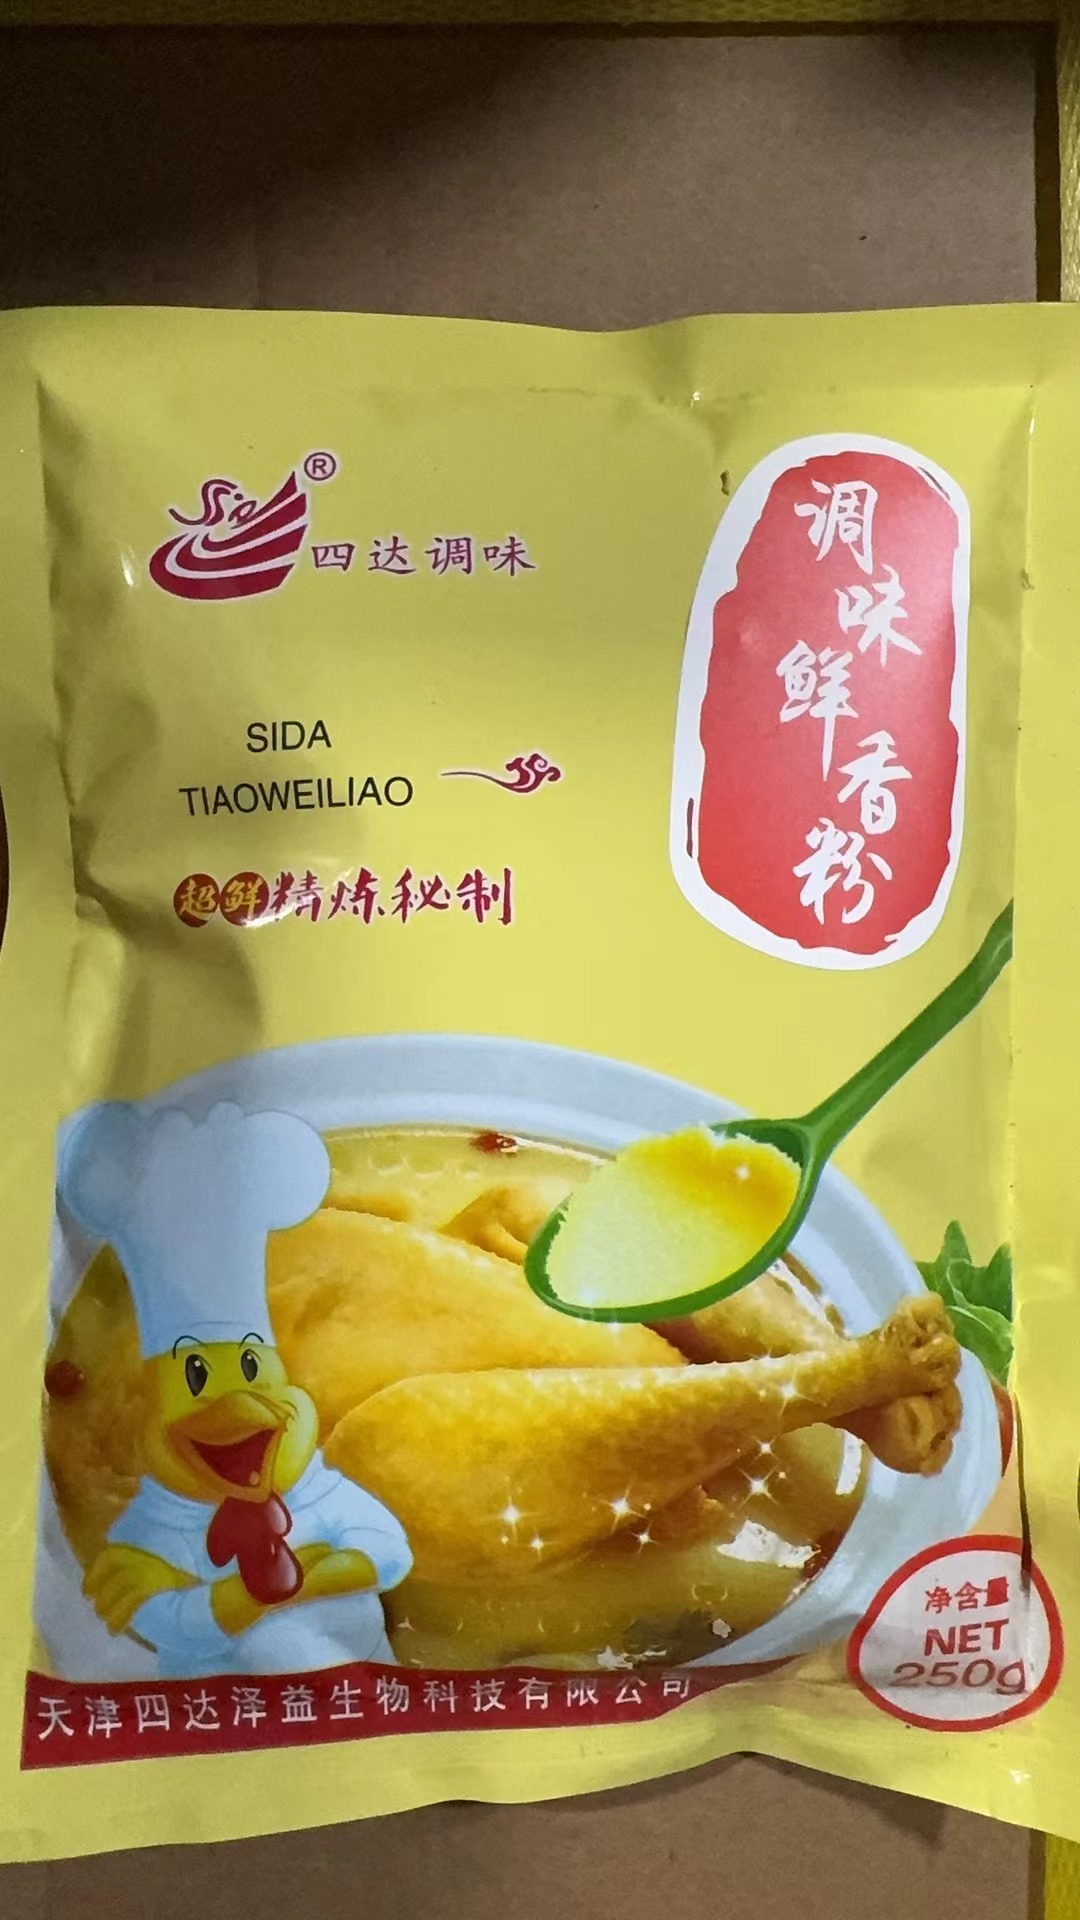 ®
四达调味
调味鲜香粉
SIDA
TIAOWEILIAO
超鲜精炼秘制
净含量
NET
250g
天津四达泽益生物科技有限公司